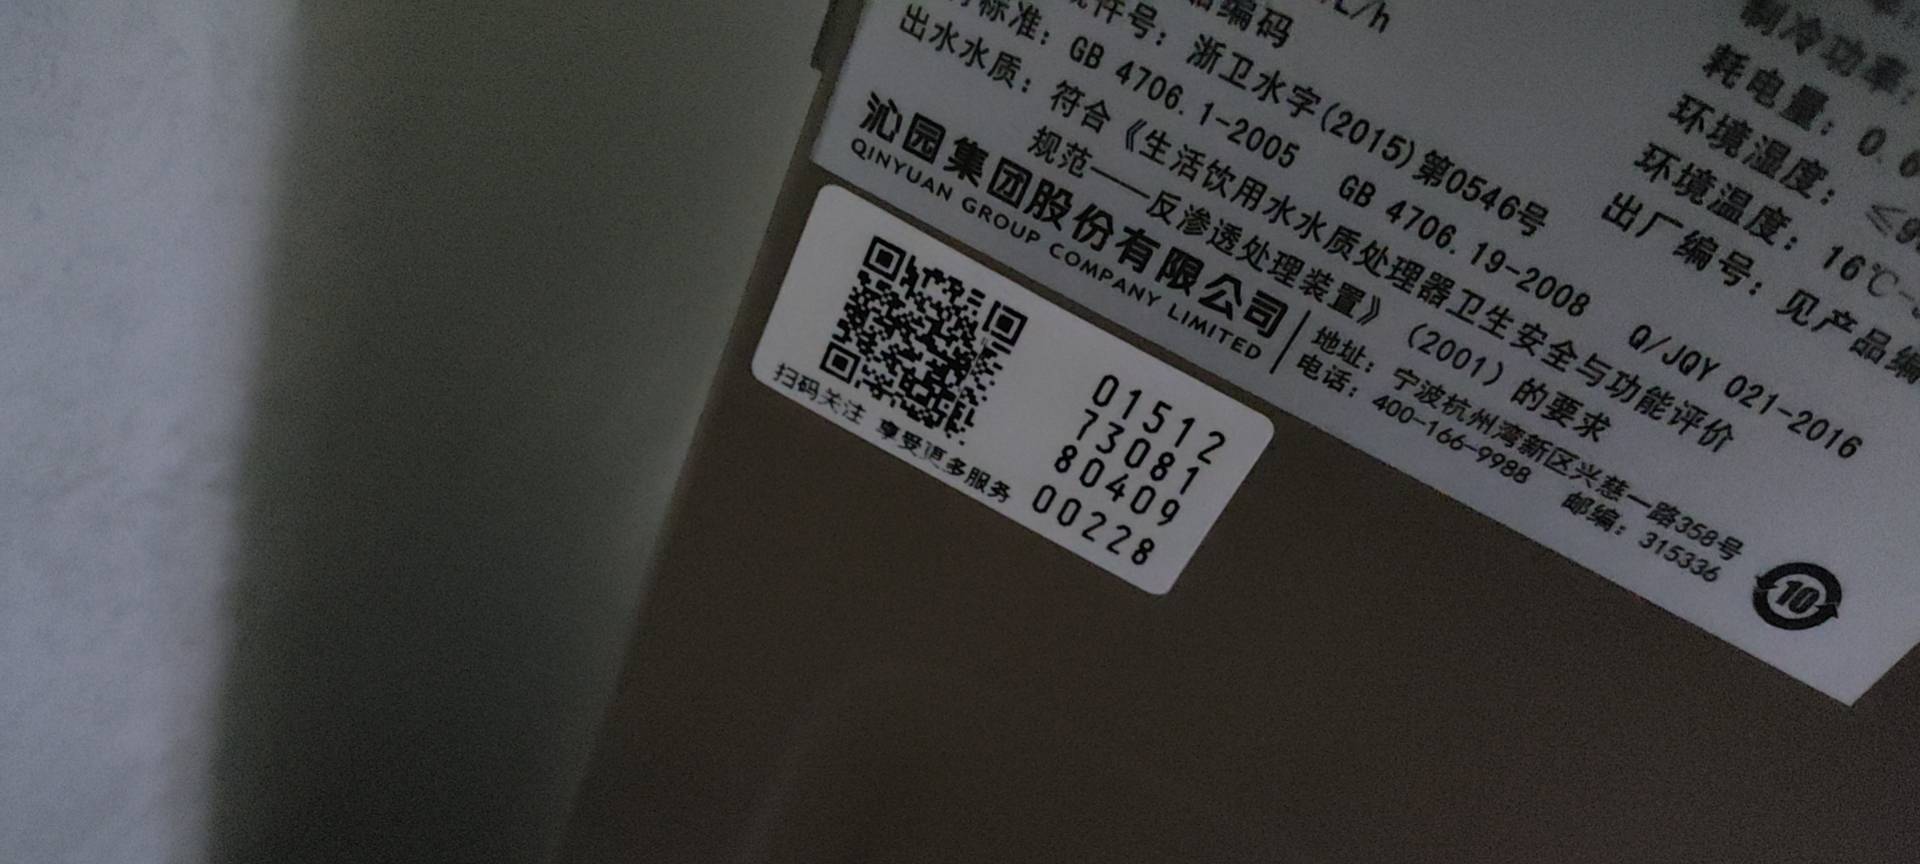 编码
件号：浙卫水字(2015)第0546号
标准：GB 4706.1-2005 GB 4706.19-2008 Q/JQY 021-2016
出水水质：符合《生活饮用水水质处理器卫生安全与功能评价
规范——反渗透处理装置》（2001）的要求
沁园集团股份有限公司
QINYUAN GROUP COMPANY LIMITED
地址：宁波杭州湾新区兴慈一路358号
电话：400-166-9988 邮编：315336
10
制冷功率：
耗电量：0.
环境湿度：≤9
环境温度：16℃-
出厂编号：见产品编
01512
73081
80409
00228
扫码关注 享受更多服务